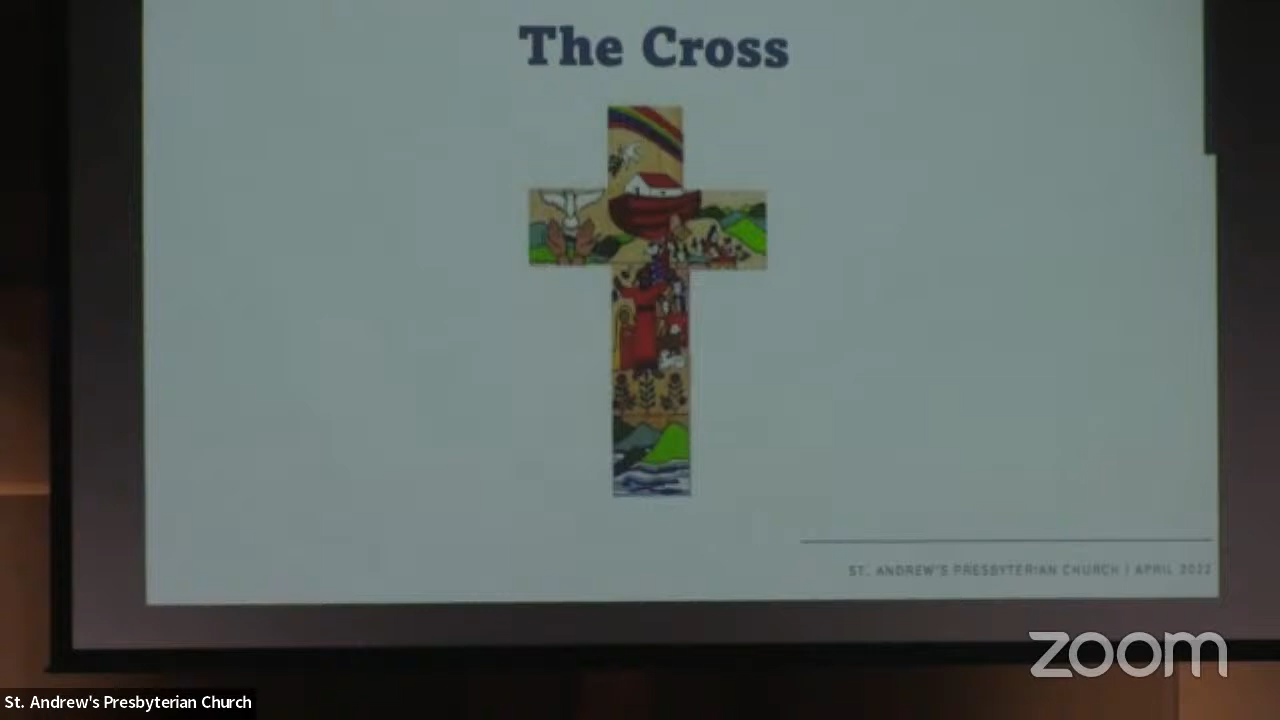 The Cross
ST. ANDREW'S PRESBYTERIAN CHURCH | APRIL 2022
zoom
St. Andrew's Presbyterian Church